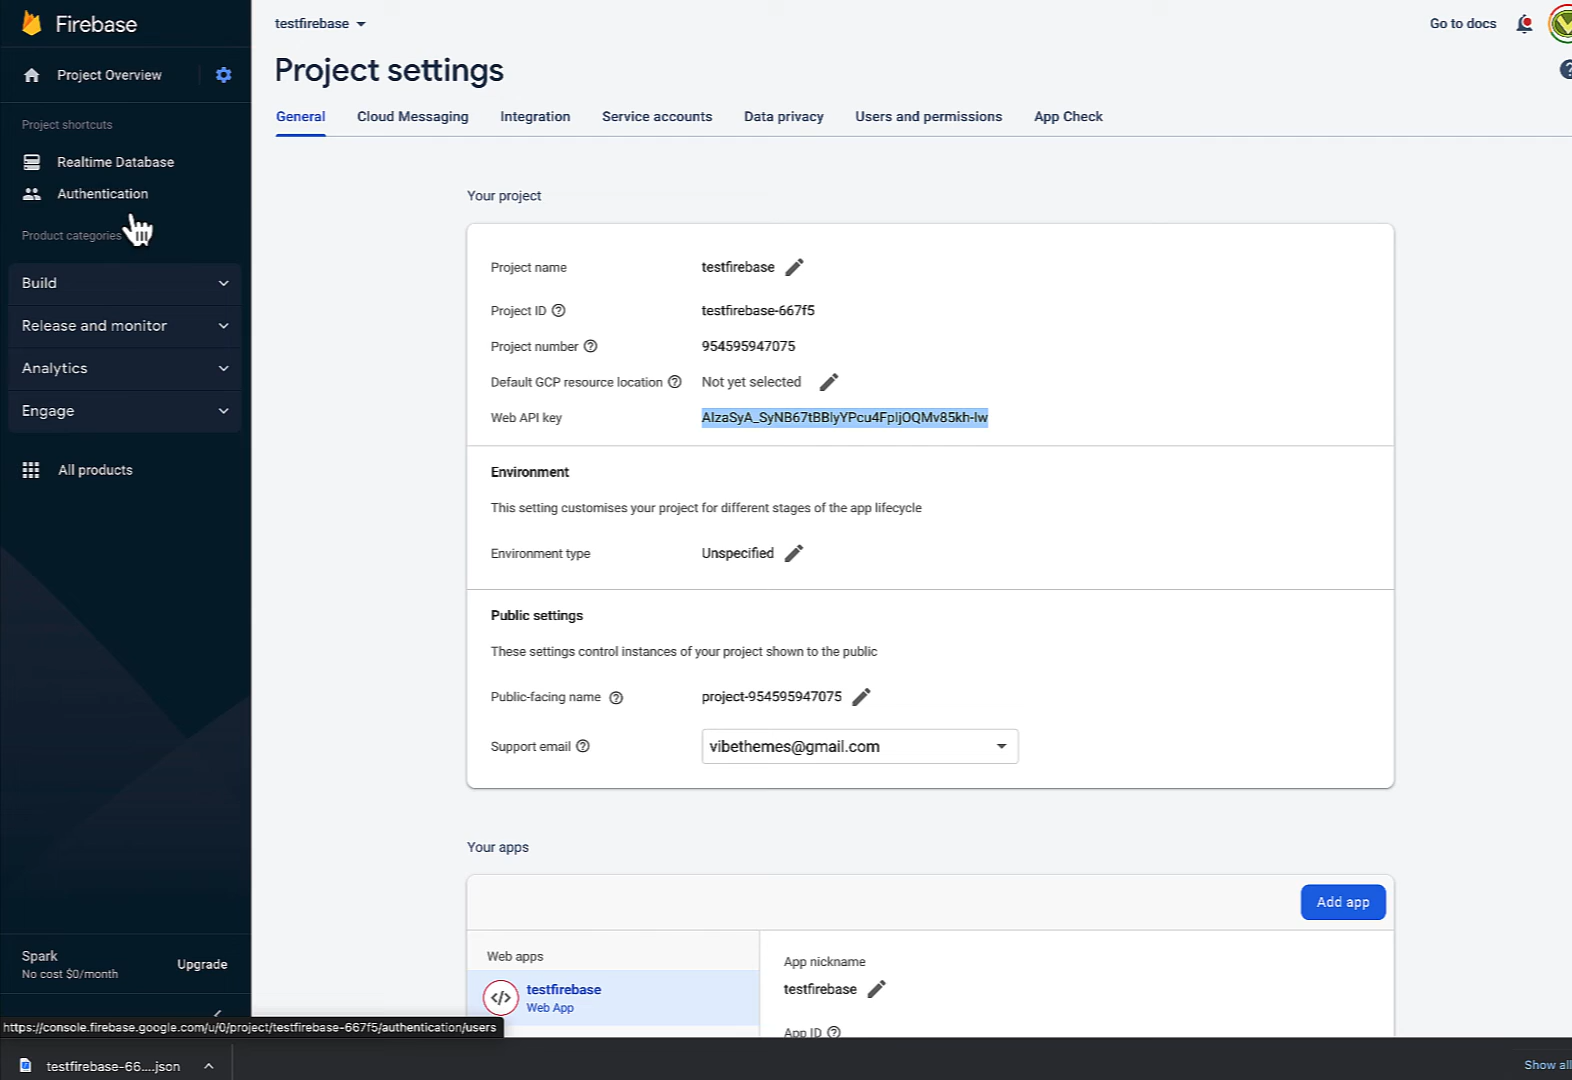 Firebase
testfirebase
Go to docs
Project Overview
Project settings
General
Cloud Messaging
Integration
Service accounts
Data privacy
Users and permissions
App Check
Project shortcuts
Realtime Database
Authentication
Product categories
Build
Release and monitor
Analytics
Engage
All products
Your project
Project name
testfirebase
Project ID
testfirebase-667f5
Project number
954595947075
Default GCP resource location
Not yet selected
Web API key
AIzaSyA_SyNB67tBBlyYPcu4FpljOQMv85kh-lw
Environment
This setting customises your project for different stages of the app lifecycle
Environment type
Unspecified
Public settings
These settings control instances of your project shown to the public
Public-facing name
project-954595947075
Support email
vibethemes@gmail.com
Your apps
Add app
Web apps
testfirebase
Web App
App nickname
testfirebase
App ID
Spark
No cost $0/month
Upgrade
https://console.firebase.google.com/u/0/project/testfirebase-667f5/authentication/users
testfirebase-66....json
Show all